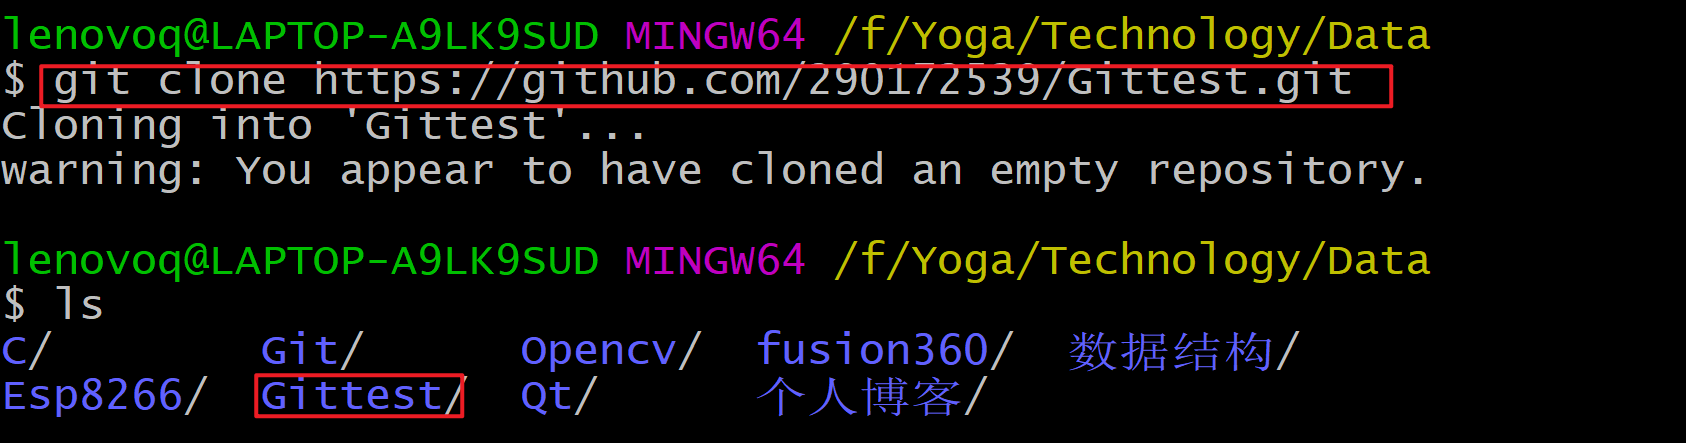 lenovoq@LAPTOP-A9LK9SUD MINGW64 /f/Yoga/Technology/Data
$ git clone https://github.com/290172539/Gittest.git
Cloning into 'Gittest'...
warning: You appear to have cloned an empty repository.
lenovoq@LAPTOP-A9LK9SUD MINGW64 /f/Yoga/Technology/Data
$ ls
C/ Git/ Opencv/ fusion360/ 数据结构/
Esp8266/ Gittest/ Qt/ 个人博客/